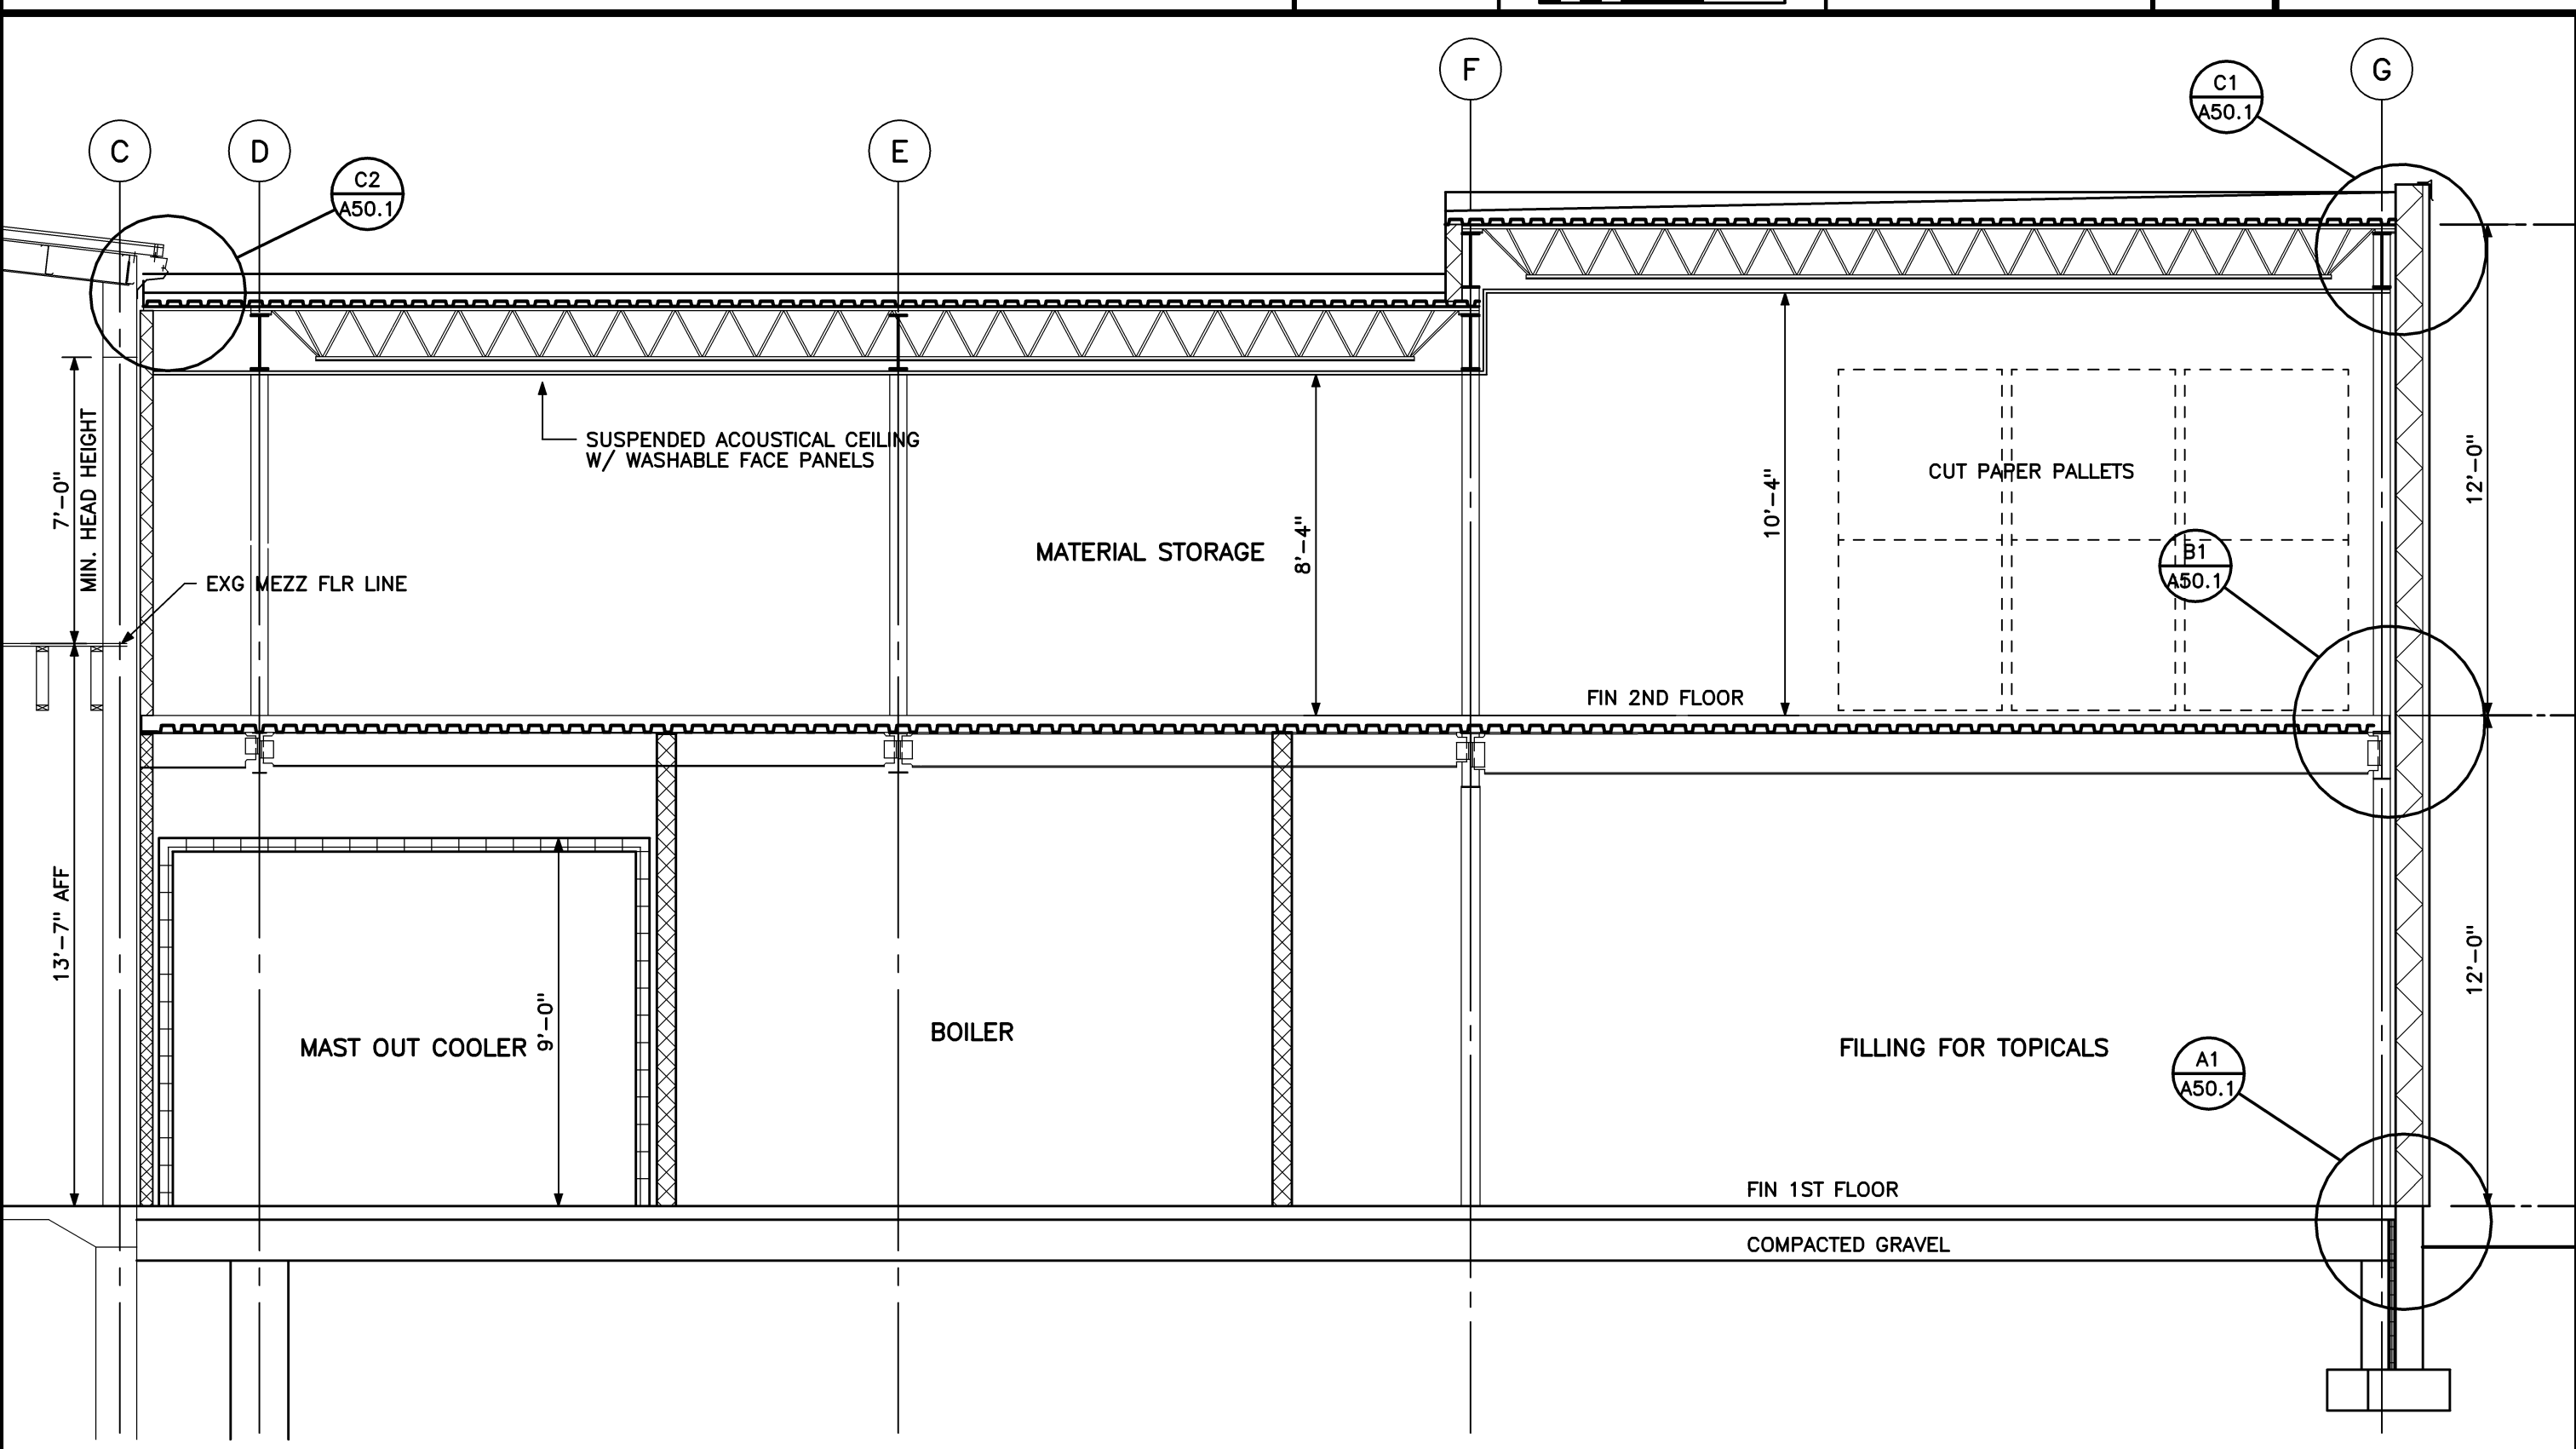 F
G
C1
A50.1
C
D
E
C2
A50.1
SUSPENDED ACOUSTICAL CEILING
W/ WASHABLE FACE PANELS
7'-0"
MIN. HEAD HEIGHT
12'-0"
CUT PAPER PALLETS
10'-4"
8'-4"
MATERIAL STORAGE
B1
A50.1
EXG MEZZ FLR LINE
FIN 2ND FLOOR
13'-7" AFF
12'-0"
9'-0"
MAST OUT COOLER
BOILER
FILLING FOR TOPICALS
A1
A50.1
FIN 1ST FLOOR
COMPACTED GRAVEL